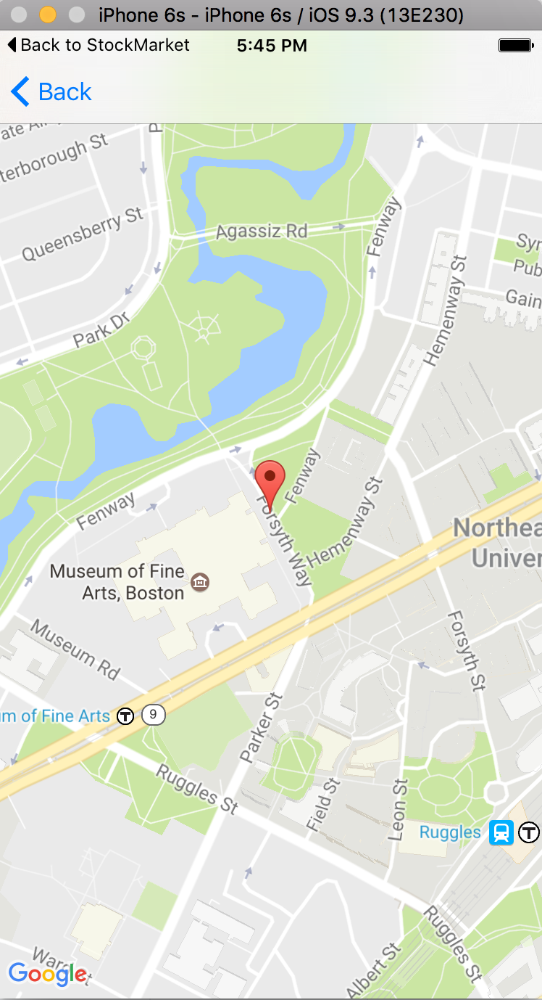 iPhone 6s - iPhone 6s / iOS 9.3 (13E230)
Back to StockMarket
5:45 PM
Back
ate
P
terborough St
Queensberry St
Agassiz Rd
Fenway
Syr
Pub
Gain
Hemenway St
Park Dr
Fenway
Fenway
Forsyth Way
Hemenway St
Northea
Univer
Museum of Fine
Arts, Boston
Museum Rd
Forsyth St
um of Fine Arts
T
9
Parker St
Ruggles St
Field St
Leon St
Ruggles
T
Ruggles St
Albert St
Google